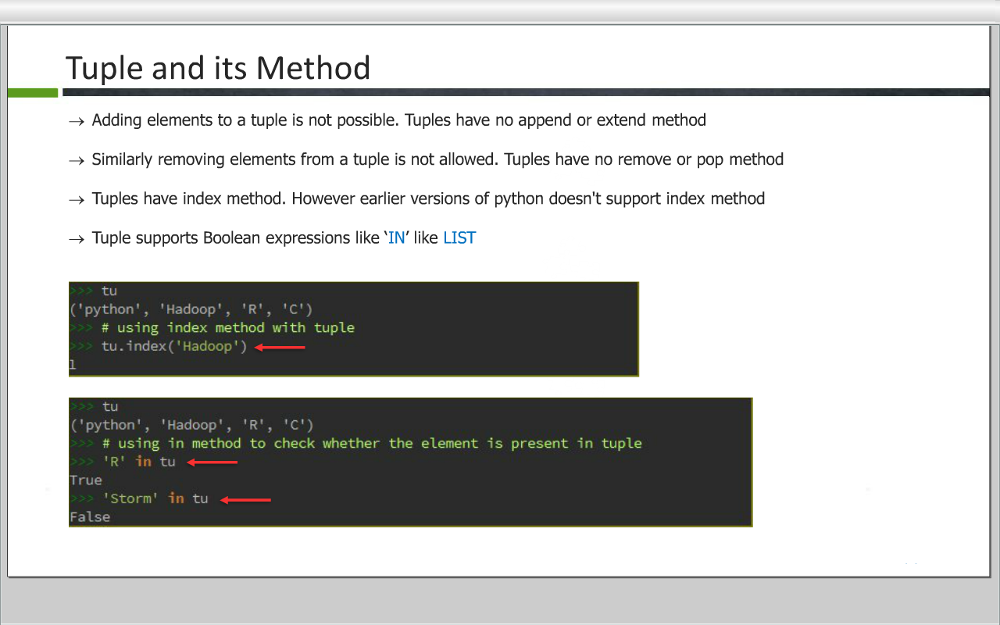 Tuple and its Method
→ Adding elements to a tuple is not possible. Tuples have no append or extend method
→ Similarly removing elements from a tuple is not allowed. Tuples have no remove or pop method
→ Tuples have index method. However earlier versions of python doesn't support index method
→ Tuple supports Boolean expressions like ‘IN’ like LIST
>>> tu
('python', 'Hadoop', 'R', 'C')
>>> # using index method with tuple
>>> tu.index('Hadoop')
1
>>> tu
('python', 'Hadoop', 'R', 'C')
>>> # using in method to check whether the element is present in tuple
>>> 'R' in tu
True
>>> 'Storm' in tu
False